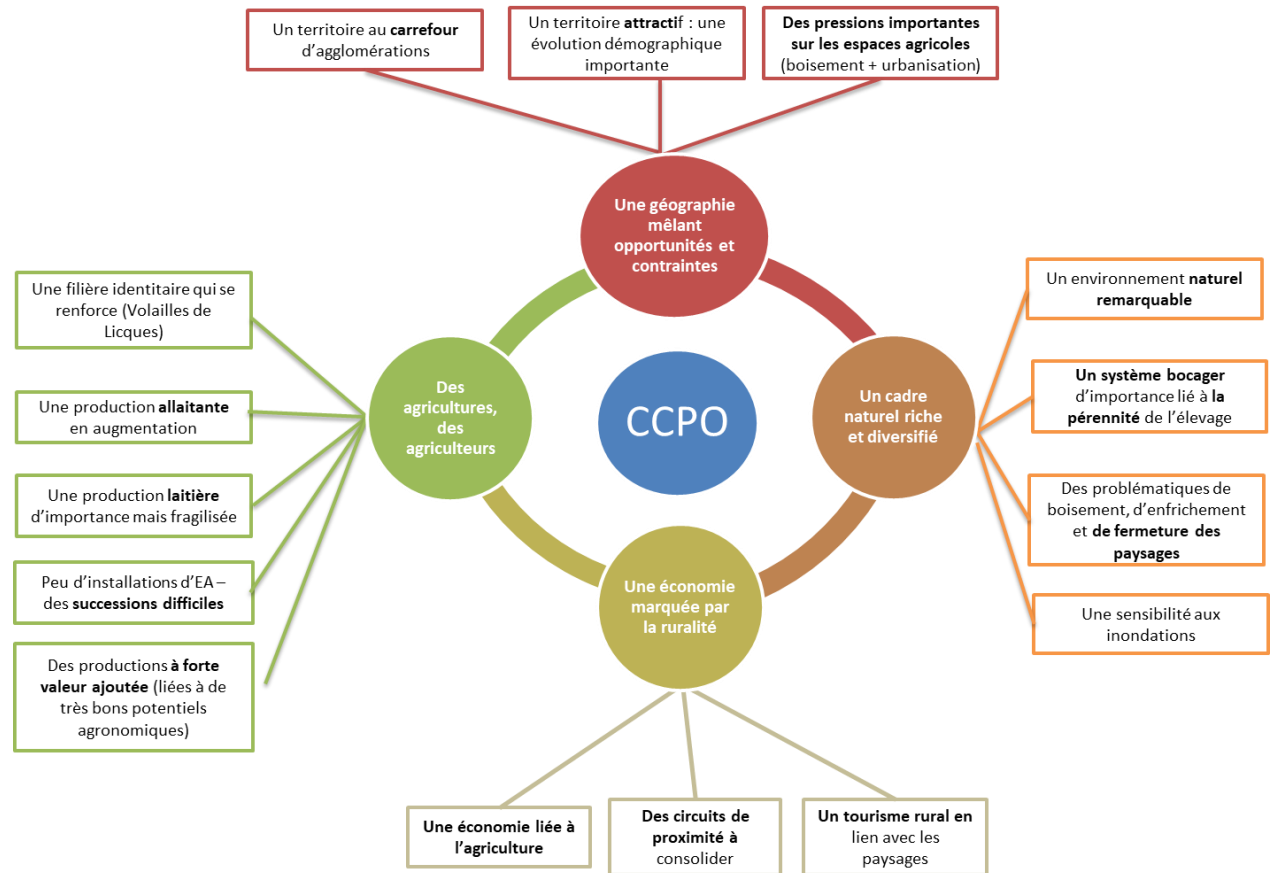 Un territoire au carrefour
d’agglomérations
Un territoire attractif : une
évolution démographique
importante
Des pressions importantes
sur les espaces agricoles
(boisement + urbanisation)
Une géographie
mêlant
opportunités et
contraintes
Une filière identitaire qui se
renforce (Volailles de
Licques)
Une production allaitante
en augmentation
Une production laitière
d’importance mais fragilisée
Peu d’installations d’EA –
des successions difficiles
Des productions à forte
valeur ajoutée (liées à de
très bons potentiels
agronomiques)
Des
agricultures,
des
agriculteurs
CCPO
Un cadre
naturel riche
et diversifié
Un environnement naturel
remarquable
Un système bocager
d’importance lié à la
pérennité de l’élevage
Des problématiques de
boisement, d’enfrichement
et de fermeture des
paysages
Une sensibilité aux
inondations
Une économie
marquée par
la ruralité
Une économie liée à
l’agriculture
Des circuits de
proximité à
consolider
Un tourisme rural en
lien avec les
paysages